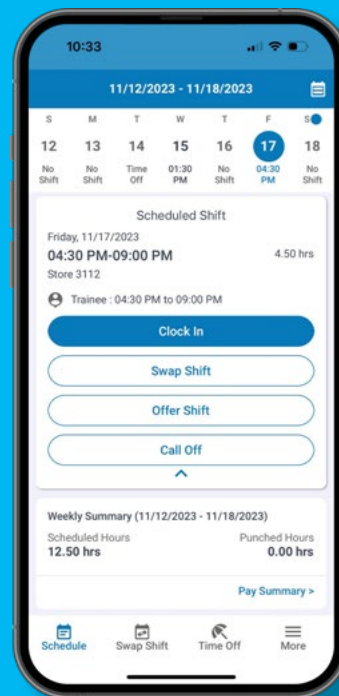 10:33
11/12/2023 - 11/18/2023
S M T W T F S
12 13 14 15 16 17 18
No Shift No Shift Time Off 01:30 PM No Shift 04:30 PM No Shift
Scheduled Shift
Friday, 11/17/2023
04:30 PM-09:00 PM 4.50 hrs
Store 3112
Trainee : 04:30 PM to 09:00 PM
Clock In
Swap Shift
Offer Shift
Call Off
Weekly Summary (11/12/2023 - 11/18/2023)
Scheduled Hours Punched Hours
12.50 hrs 0.00 hrs
Pay Summary >
Schedule Swap Shift Time Off More